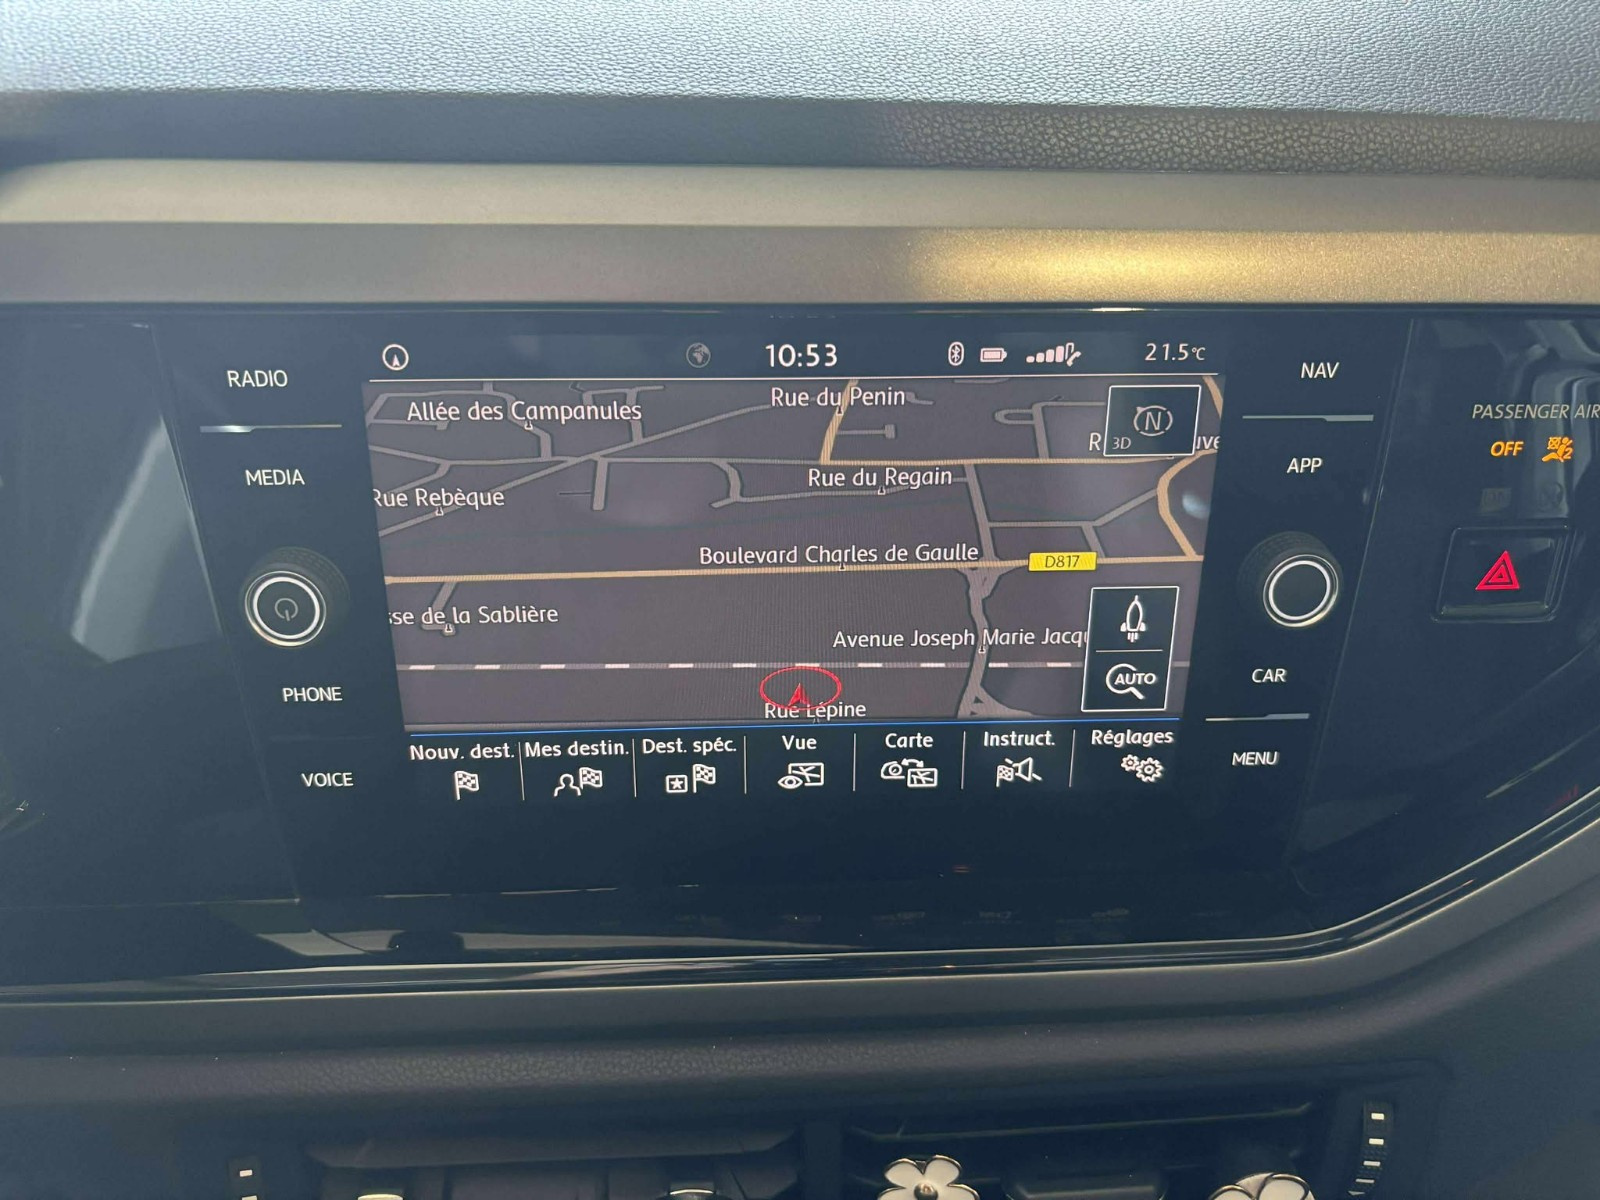 10:53
21.5°C
RADIO
MEDIA
PHONE
VOICE
Allée des Campanules
Rue du Penin
N
3D
Rue Rebèque
Rue du Regain
Boulevard Charles de Gaulle
D817
sse de la Sablière
Avenue Joseph Marie Jacqu
AUTO
Rue Lépine
Nouv. dest.
Mes destin.
Dest. spéc.
Vue
Carte
Instruct.
Réglages
NAV
APP
CAR
MENU
PASSENGER AIR
OFF